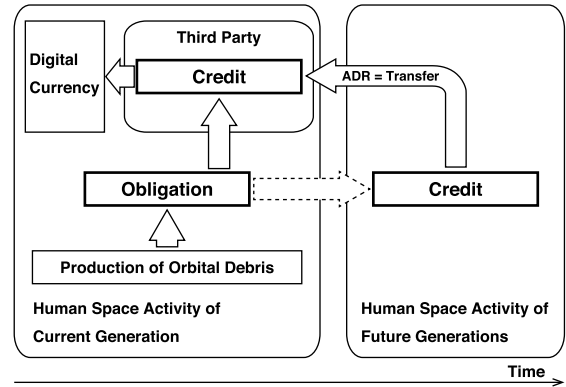 Third Party
Digital
Currency
Credit
ADR = Transfer
Obligation
Credit
Production of Orbital Debris
Human Space Activity of
Current Generation
Human Space Activity of
Future Generations
Time